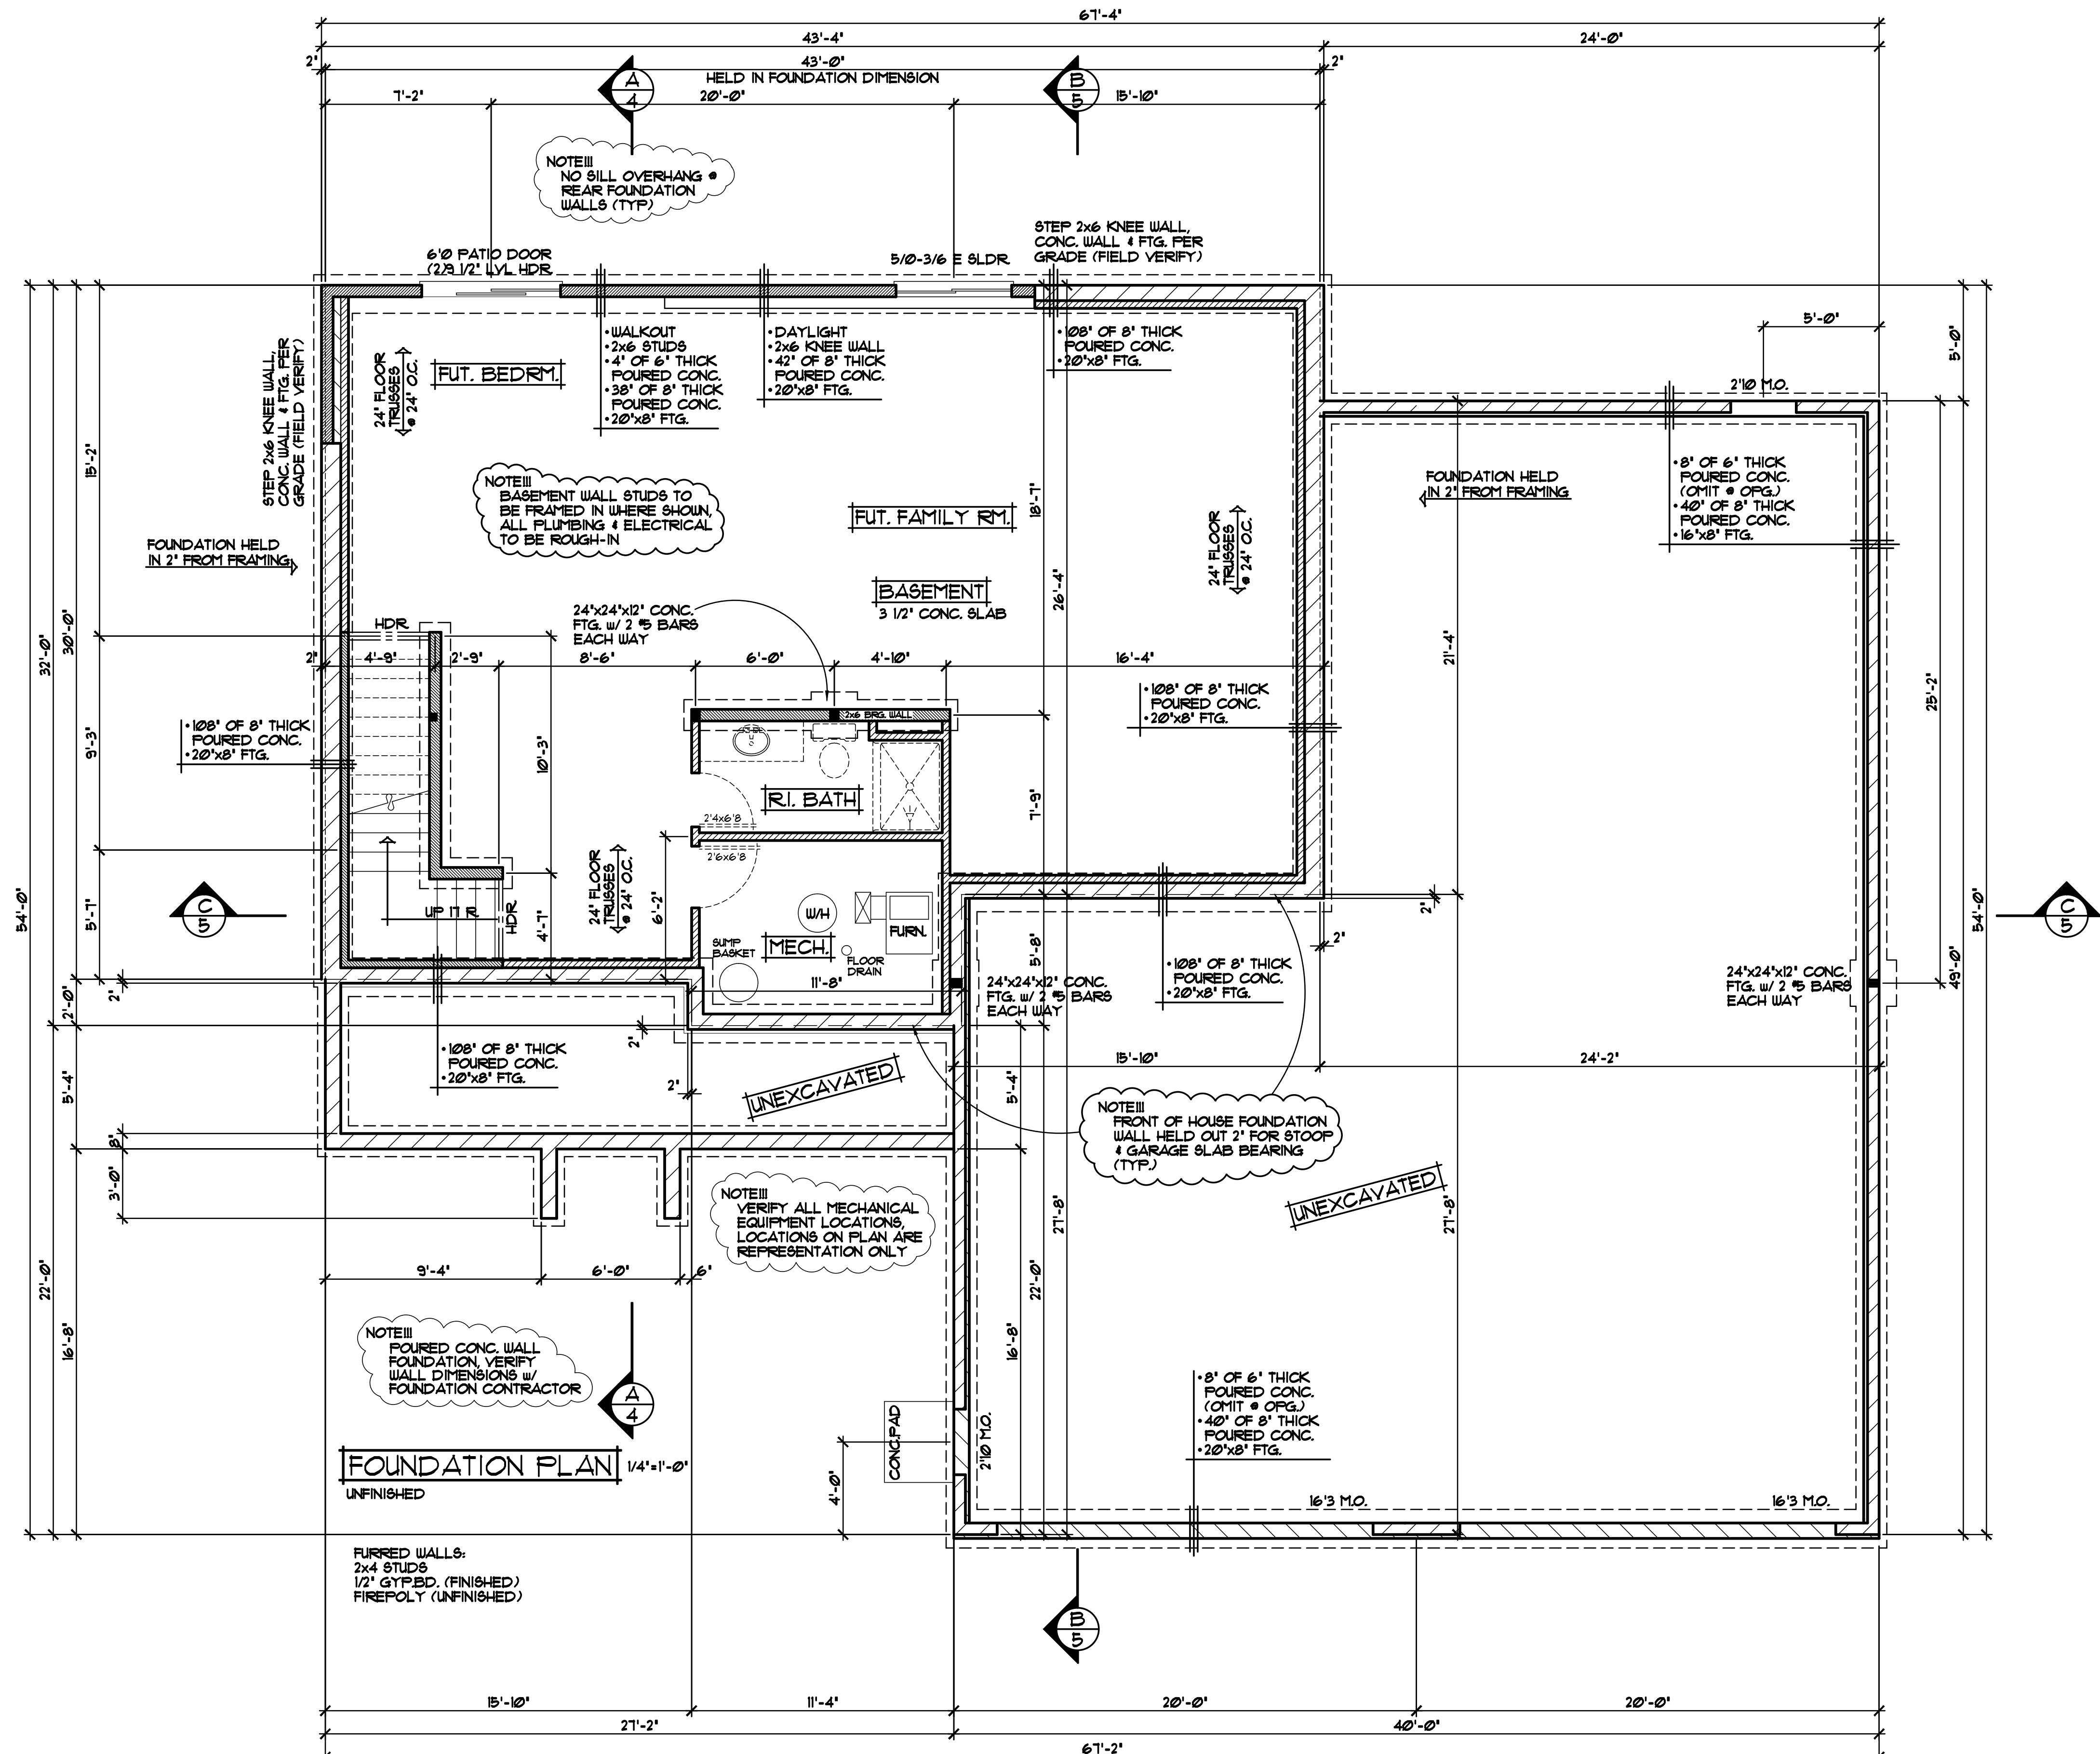 67'-4"
43'-4"
24'-0"
2"
43'-0"
2"
HELD IN FOUNDATION DIMENSION
A
4
B
5
7'-2"
20'-0"
15'-10"
NOTE!!!
NO SILL OVERHANG @
REAR FOUNDATION
WALLS (TYP)
6'0 PATIO DOOR
(2)9 1/2" LVL HDR.
5/0-3/6 E SLDR.
STEP 2x6 KNEE WALL,
CONC. WALL & FTG. PER
GRADE (FIELD VERIFY)
5'-0"
5'-0"
2'10 M.O.
STEP 2x6 KNEE WALL,
CONC. WALL & FTG. PER
GRADE (FIELD VERIFY)
24" FLOOR
TRUSSES
@ 24" O.C.
FUT. BEDRM.
•WALKOUT
•2x6 STUDS
•4" OF 6" THICK
POURED CONC.
•38" OF 8" THICK
POURED CONC.
•20"x8" FTG.
•DAYLIGHT
•2x6 KNEE WALL
•42" OF 8" THICK
POURED CONC.
•20"x8" FTG.
•108" OF 8" THICK
POURED CONC.
•20"x8" FTG.
•8" OF 6" THICK
POURED CONC.
(OMIT @ OPG.)
•40" OF 8" THICK
POURED CONC.
•16"x8" FTG.
15'-2"
NOTE!!!
BASEMENT WALL STUDS TO
BE FRAMED IN WHERE SHOWN,
ALL PLUMBING & ELECTRICAL
TO BE ROUGH-IN
FUT. FAMILY RM.
18'-7"
FOUNDATION HELD
IN 2" FROM FRAMING
FOUNDATION HELD
IN 2" FROM FRAMING
24" FLOOR
TRUSSES
@ 24" O.C.
BASEMENT
3 1/2" CONC. SLAB
26'-4"
24"x24"x12" CONC.
FTG. w/ 2 #5 BARS
EACH WAY
HDR.
32'-0"
30'-0"
21'-4"
25'-2"
2"
4'-9"
2'-9"
8'-6"
6'-0"
4'-10"
16'-4"
•108" OF 8" THICK
POURED CONC.
•20"x8" FTG.
•108" OF 8" THICK
POURED CONC.
•20"x8" FTG.
9'-3"
10'-3"
2x6 BRG. WALL
R.I. BATH
2'4x6'8
7'-9"
2'6x6'8
24" FLOOR
TRUSSES
@ 24" O.C.
6'-2"
C
5
54'-0"
5'-7"
UP 17 R.
HDR.
4'-7"
W/H
FURN.
MECH.
SUMP
BASKET
FLOOR
DRAIN
11'-8"
5'-8"
2"
2"
•108" OF 8" THICK
POURED CONC.
•20"x8" FTG.
24"x24"x12" CONC.
FTG. w/ 2 #5 BARS
EACH WAY
24"x24"x12" CONC.
FTG. w/ 2 #5 BARS
EACH WAY
49'-0"
54'-0"
C
5
2'-0"
2"
2"
•108" OF 8" THICK
POURED CONC.
•20"x8" FTG.
2"
15'-10"
24'-2"
UNEXCAVATED
5'-4"
5'-4"
8"
3'-0"
NOTE!!!
FRONT OF HOUSE FOUNDATION
WALL HELD OUT 2" FOR STOOP
& GARAGE SLAB BEARING
(TYP.)
UNEXCAVATED
NOTE!!!
VERIFY ALL MECHANICAL
EQUIPMENT LOCATIONS,
LOCATIONS ON PLAN ARE
REPRESENTATION ONLY
27'-8"
27'-8"
22'-0"
22'-0"
9'-4"
6'-0"
6"
16'-8"
16'-8"
NOTE!!!
POURED CONC. WALL
FOUNDATION, VERIFY
WALL DIMENSIONS w/
FOUNDATION CONTRACTOR
A
4
CONC.PAD
2'10 M.O.
4'-0"
•8" OF 6" THICK
POURED CONC.
(OMIT @ OPG.)
•40" OF 8" THICK
POURED CONC.
•20"x8" FTG.
16'3 M.O.
16'3 M.O.
FOUNDATION PLAN 1/4"=1'-0"
UNFINISHED
FURRED WALLS:
2x4 STUDS
1/2" GYP.BD. (FINISHED)
FIREPOLY (UNFINISHED)
B
5
15'-10"
11'-4"
20'-0"
20'-0"
27'-2"
40'-0"
67'-2"